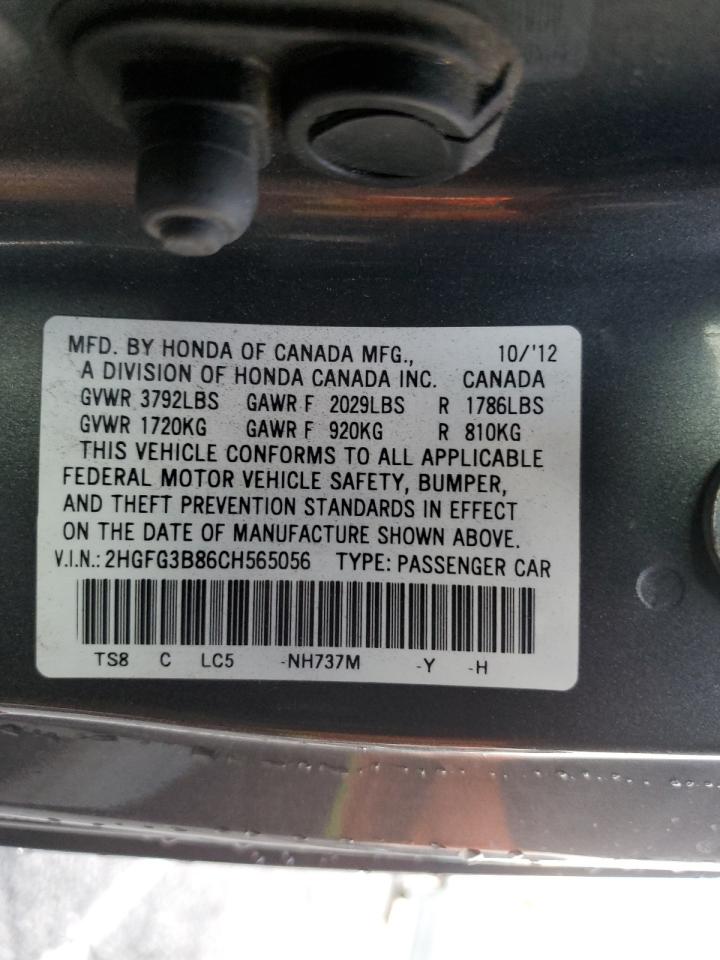 MFD. BY HONDA OF CANADA MFG., 10/'12
A DIVISION OF HONDA CANADA INC. CANADA
GVWR 3792LBS GAWR F 2029LBS R 1786LBS
GVWR 1720KG GAWR F 920KG R 810KG
THIS VEHICLE CONFORMS TO ALL APPLICABLE
FEDERAL MOTOR VEHICLE SAFETY, BUMPER,
AND THEFT PREVENTION STANDARDS IN EFFECT
ON THE DATE OF MANUFACTURE SHOWN ABOVE.
V.I.N.: 2HGFG3B86CH565056 TYPE: PASSENGER CAR
TS8 C LC5 -NH737M -Y -H